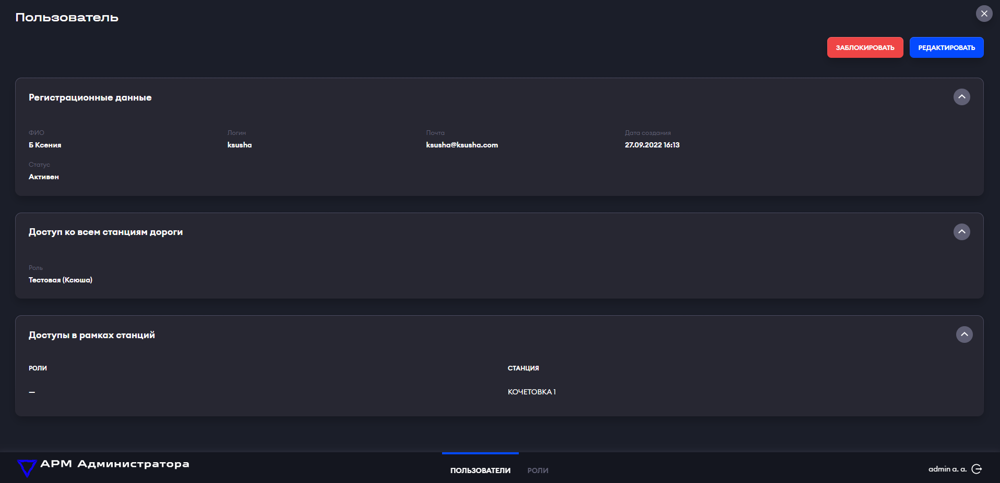 Пользователь
ЗАБЛОКИРОВАТЬ РЕДАКТИРОВАТЬ
Регистрационные данные
ФИО Логин Почта Дата создания
Б Ксения ksusha ksusha@ksusha.com 27.09.2022 16:13
Статус
Активен
Доступ ко всем станциям дороги
Роль
Тестовая (Ксюша)
Доступы в рамках станций
РОЛИ СТАНЦИЯ
— КОЧЕТОВКА 1
АРМ Администратора
ПОЛЬЗОВАТЕЛИ РОЛИ
admin a. a.